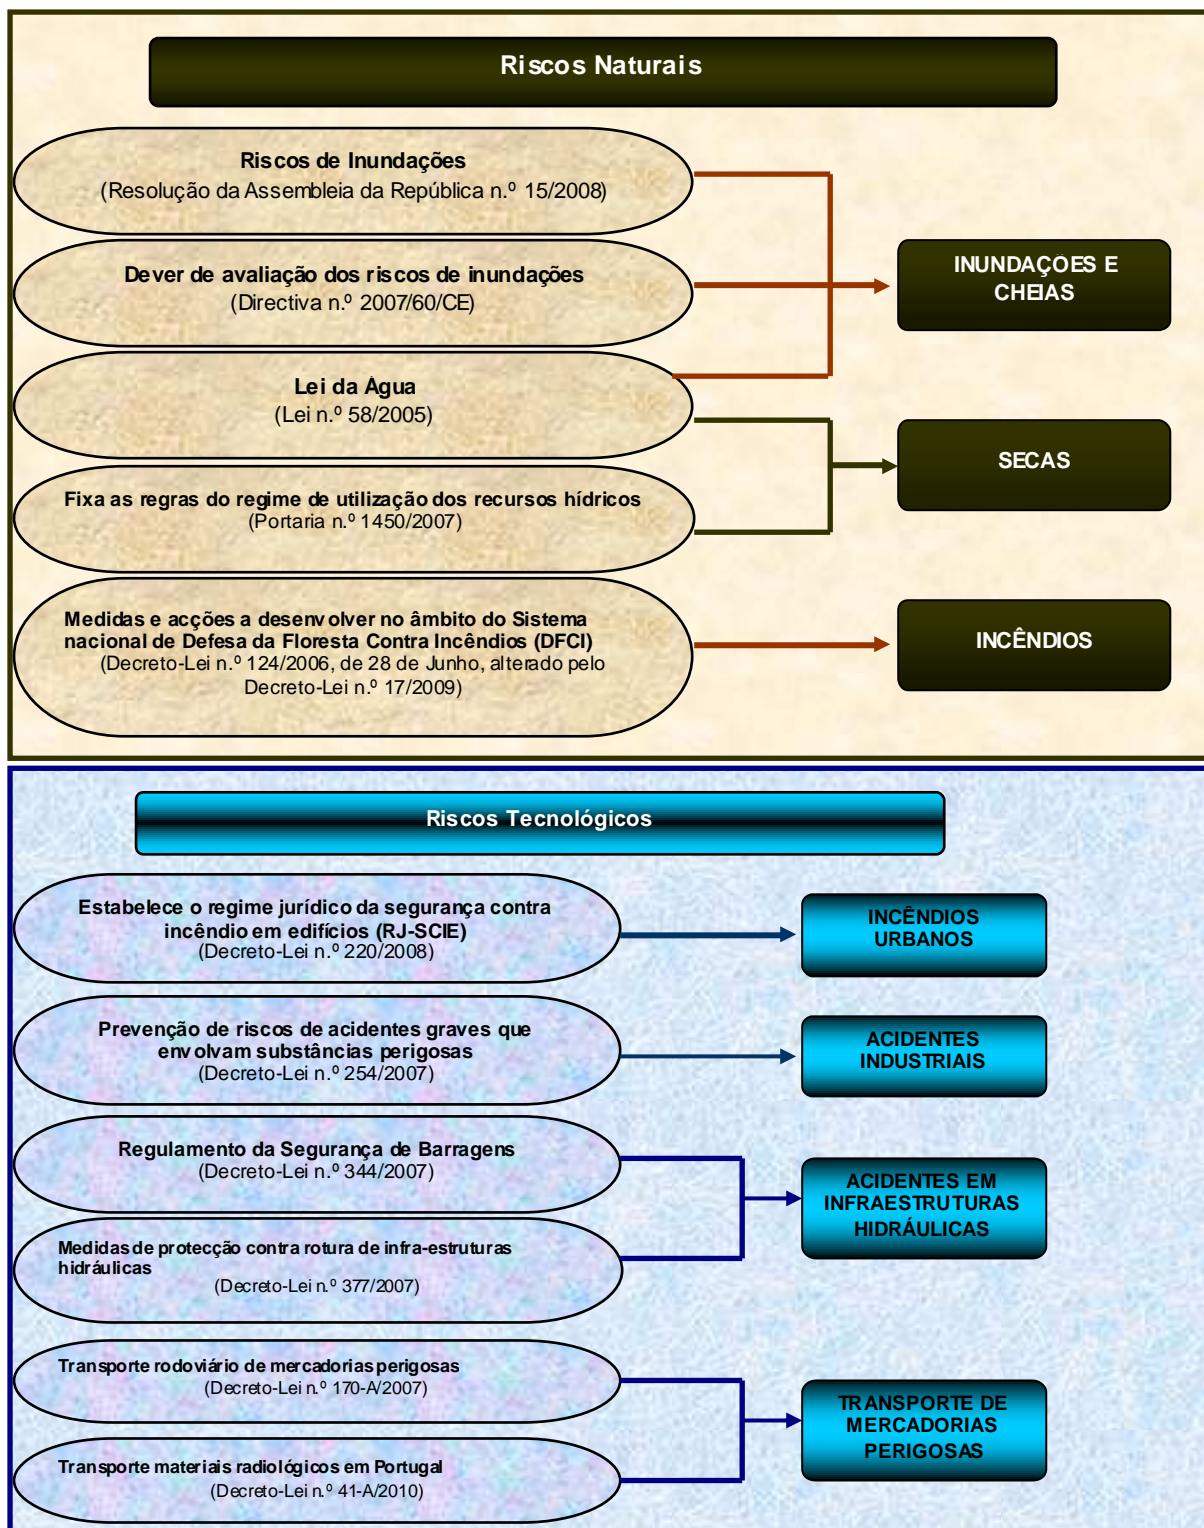 Riscos Naturais
Riscos de Inundações
(Resolução da Assembleia da República n.º 15/2008)
Dever de avaliação dos riscos de inundações
(Directiva n.º 2007/60/CE)
INUNDAÇÕES E
CHEIAS
Lei da Água
(Lei n.º 58/2005)
SECAS
Fixa as regras do regime de utilização dos recursos hídricos
(Portaria n.º 1450/2007)
Medidas e acções a desenvolver no âmbito do Sistema
nacional de Defesa da Floresta Contra Incêndios (DFCI)
(Decreto-Lei n.º 124/2006, de 28 de Junho, alterado pelo
Decreto-Lei n.º 17/2009)
INCÊNDIOS
Riscos Tecnológicos
Estabelece o regime jurídico da segurança contra
incêndio em edifícios (RJ-SCIE)
(Decreto-Lei n.º 220/2008)
INCÊNDIOS
URBANOS
Prevenção de riscos de acidentes graves que
envolvam substâncias perigosas
(Decreto-Lei n.º 254/2007)
ACIDENTES
INDUSTRIAIS
Regulamento da Segurança de Barragens
(Decreto-Lei n.º 344/2007)
Medidas de protecção contra rotura de infra-estruturas
hidráulicas
(Decreto-Lei n.º 377/2007)
ACIDENTES EM
INFRAESTRUTURAS
HIDRÁULICAS
Transporte rodoviário de mercadorias perigosas
(Decreto-Lei n.º 170-A/2007)
Transporte materiais radiológicos em Portugal
(Decreto-Lei n.º 41-A/2010)
TRANSPORTE DE
MERCADORIAS
PERIGOSAS